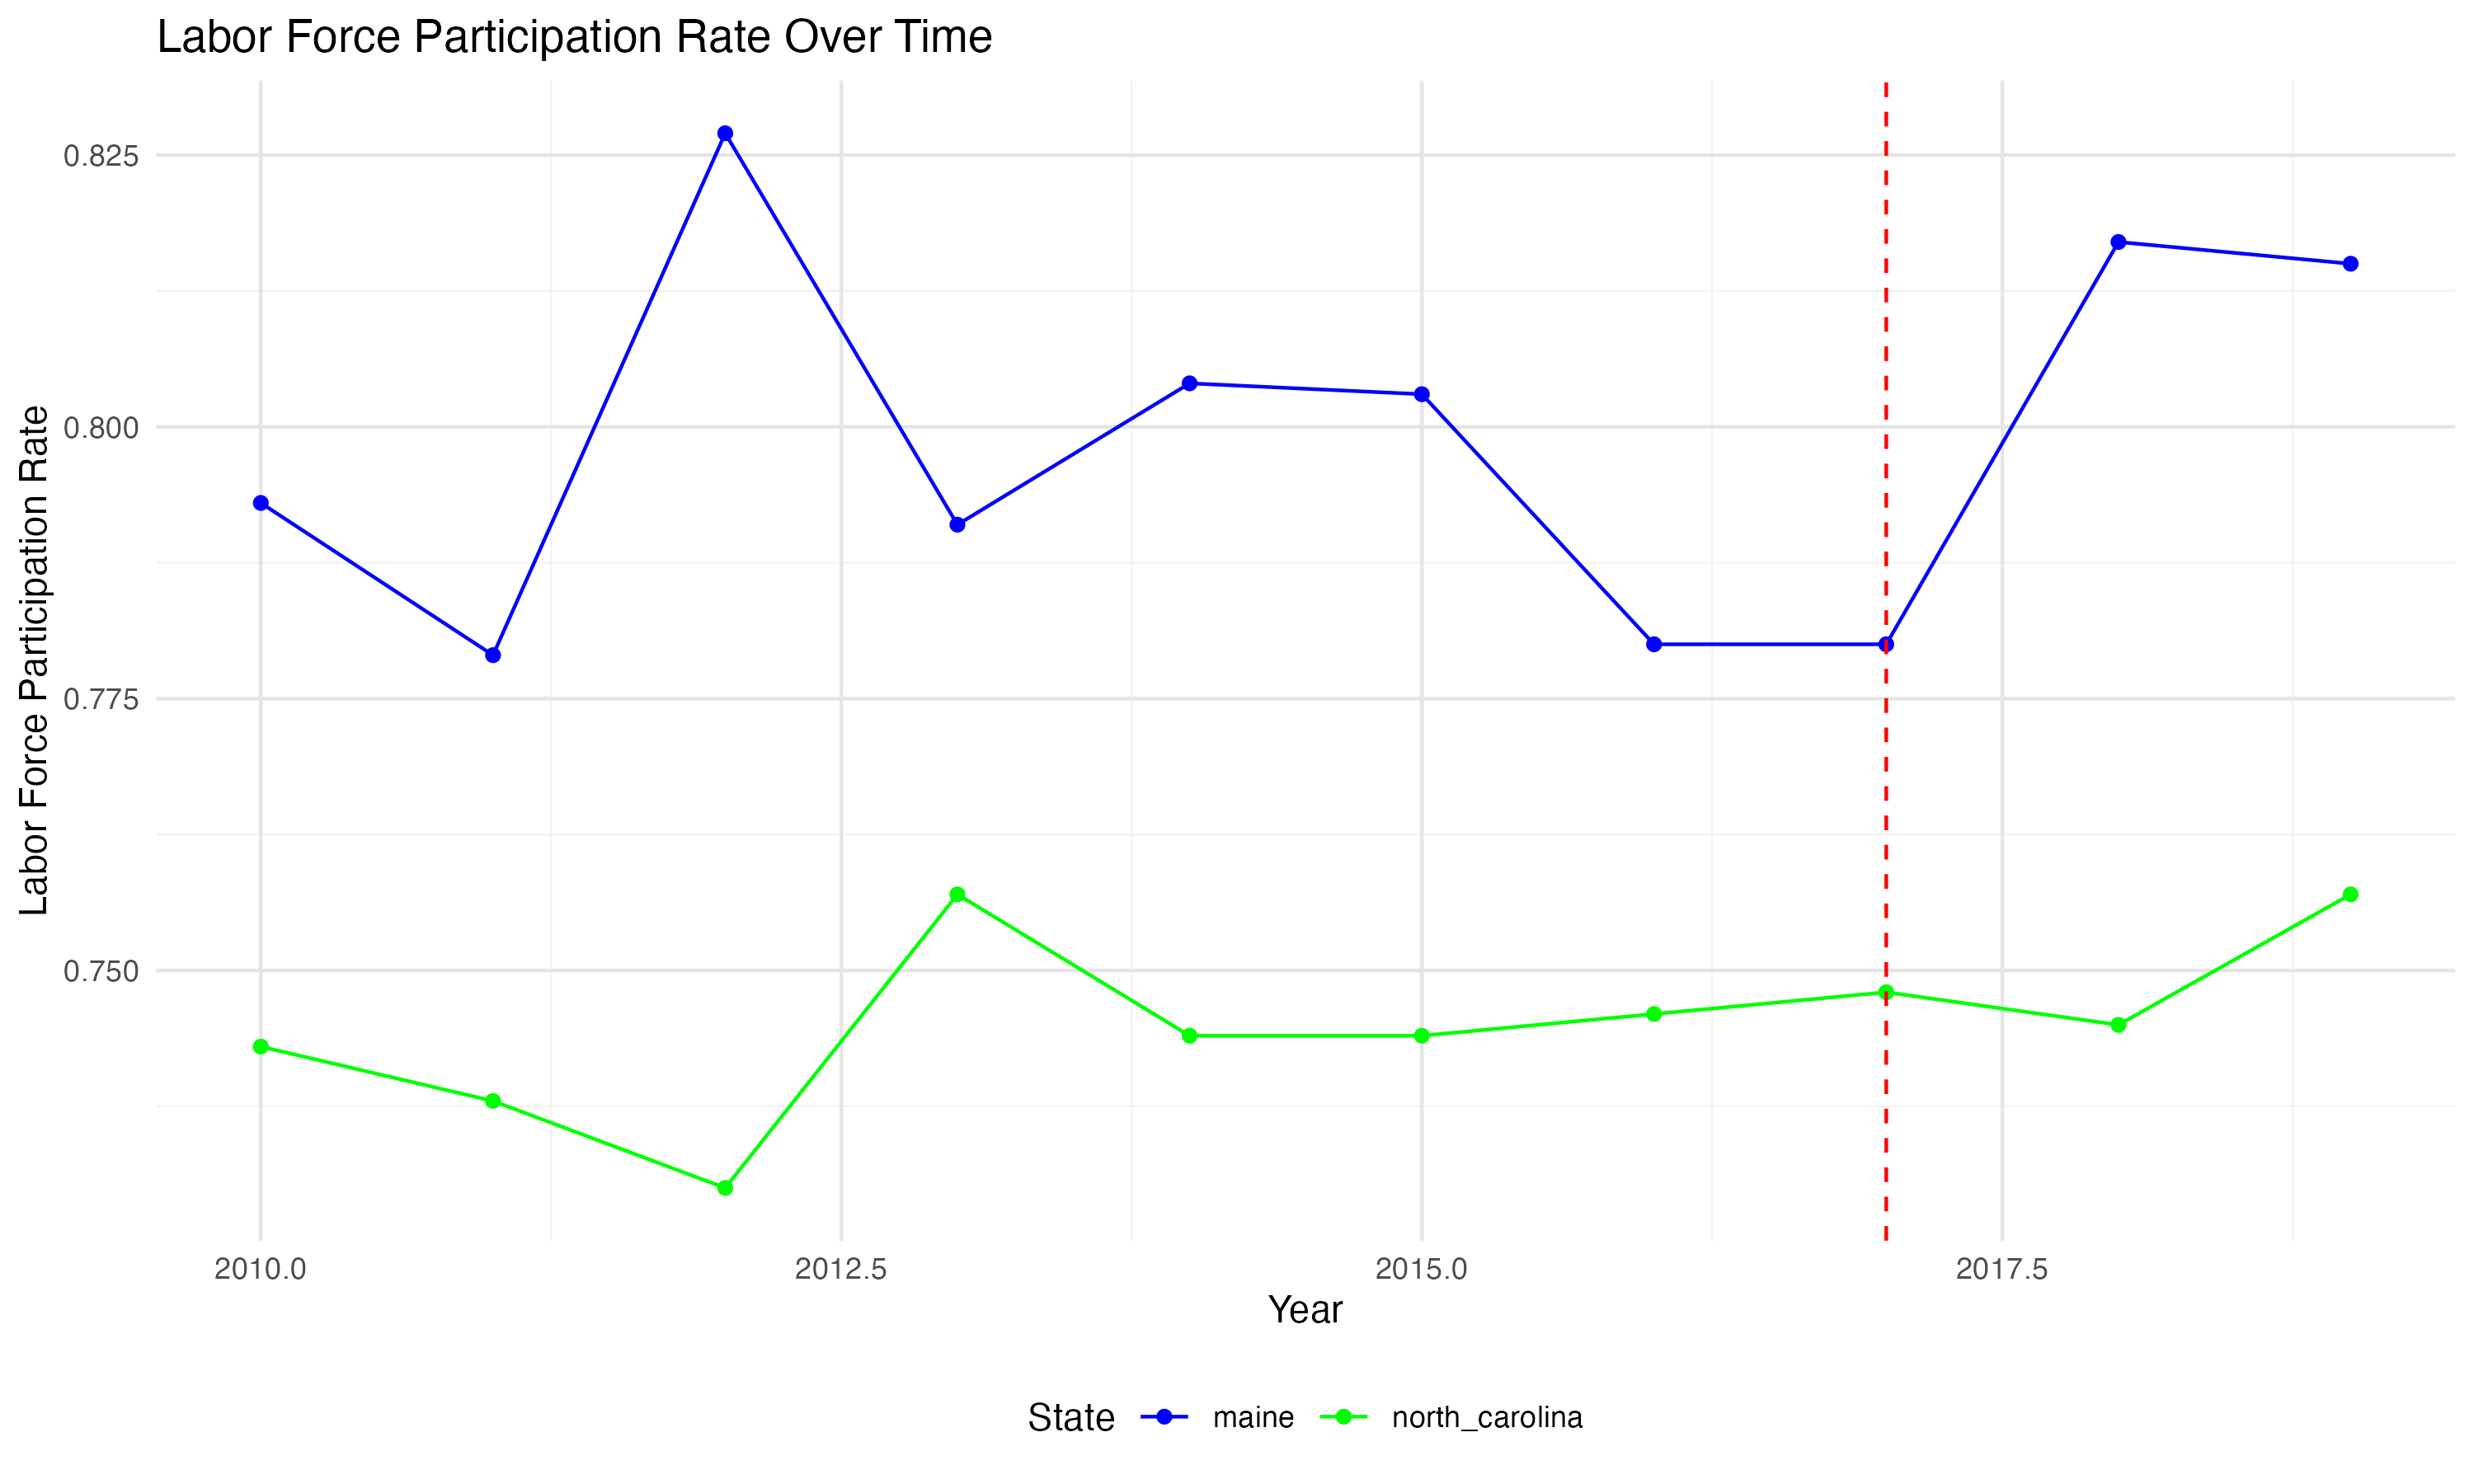 Labor Force Participation Rate Over Time
Labor Force Participation Rate
0.825
0.800
0.775
0.750
2010.0 2012.5 2015.0 2017.5
Year
State maine north_carolina